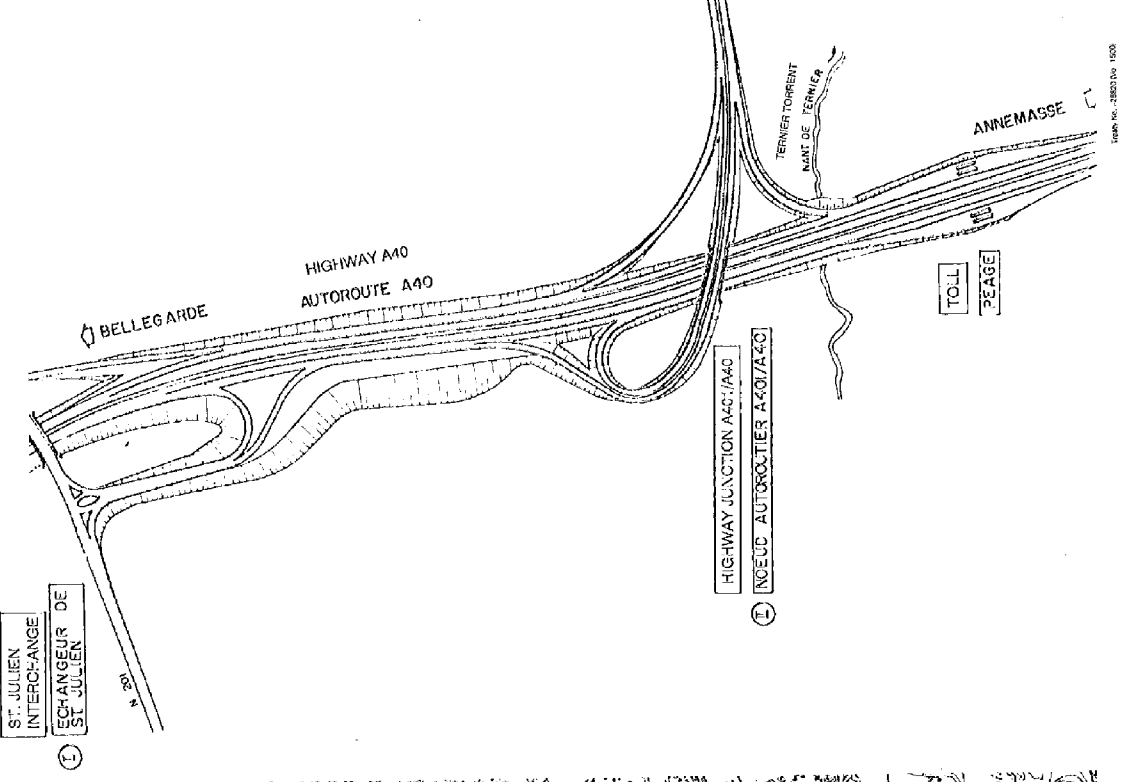 TERNIER TORRENT
NANT DE TERNIER
ANNEMASSE
HIGHWAY A40
AUTOROUTE A40
BELLEGARDE
TOLL
PEAGE
HIGHWAY JUNCTION A401/A40
NOEUD AUTOROUTIER A401/A40
ST. JULIEN
INTERCHANGE
ECHANGEUR DE
ST JULIEN
N 201